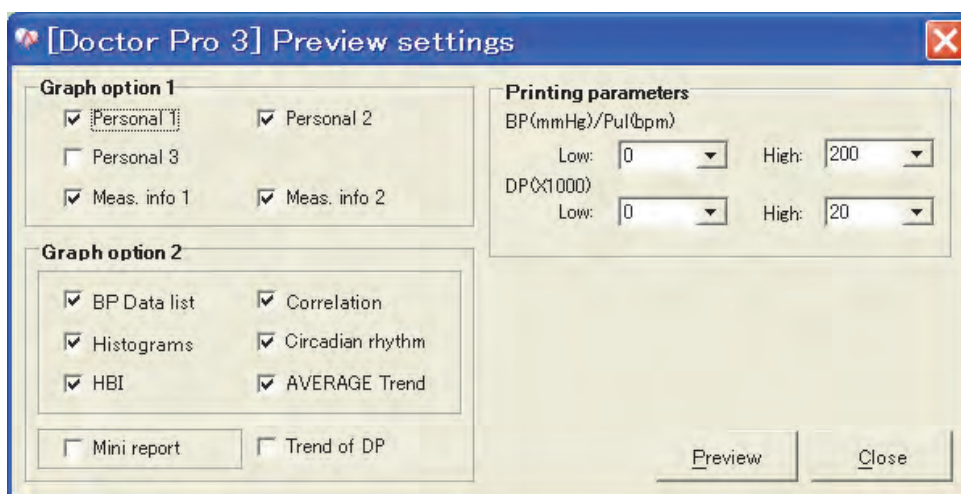 [Doctor Pro 3] Preview settings
Graph option 1
Personal 1 Personal 2
Personal 3
Meas. info 1 Meas. info 2
Graph option 2
BP Data list Correlation
Histograms Circadian rhythm
HBI AVERAGE Trend
Mini report Trend of DP
Printing parameters
BP(mmHg)/Pul(bpm)
Low: 0 High: 200
DP(X1000)
Low: 0 High: 20
Preview Close